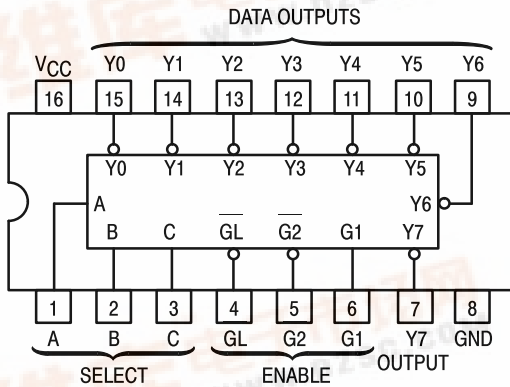 DATA OUTPUTS
VCC Y0 Y1 Y2 Y3 Y4 Y5 Y6
16 15 14 13 12 11 10 9
Y0 Y1 Y2 Y3 Y4 Y5
A Y6
B C GL G2 G1 Y7
1 2 3 4 5 6 7 8
A B C GL G2 G1 Y7 GND
SELECT ENABLE OUTPUT